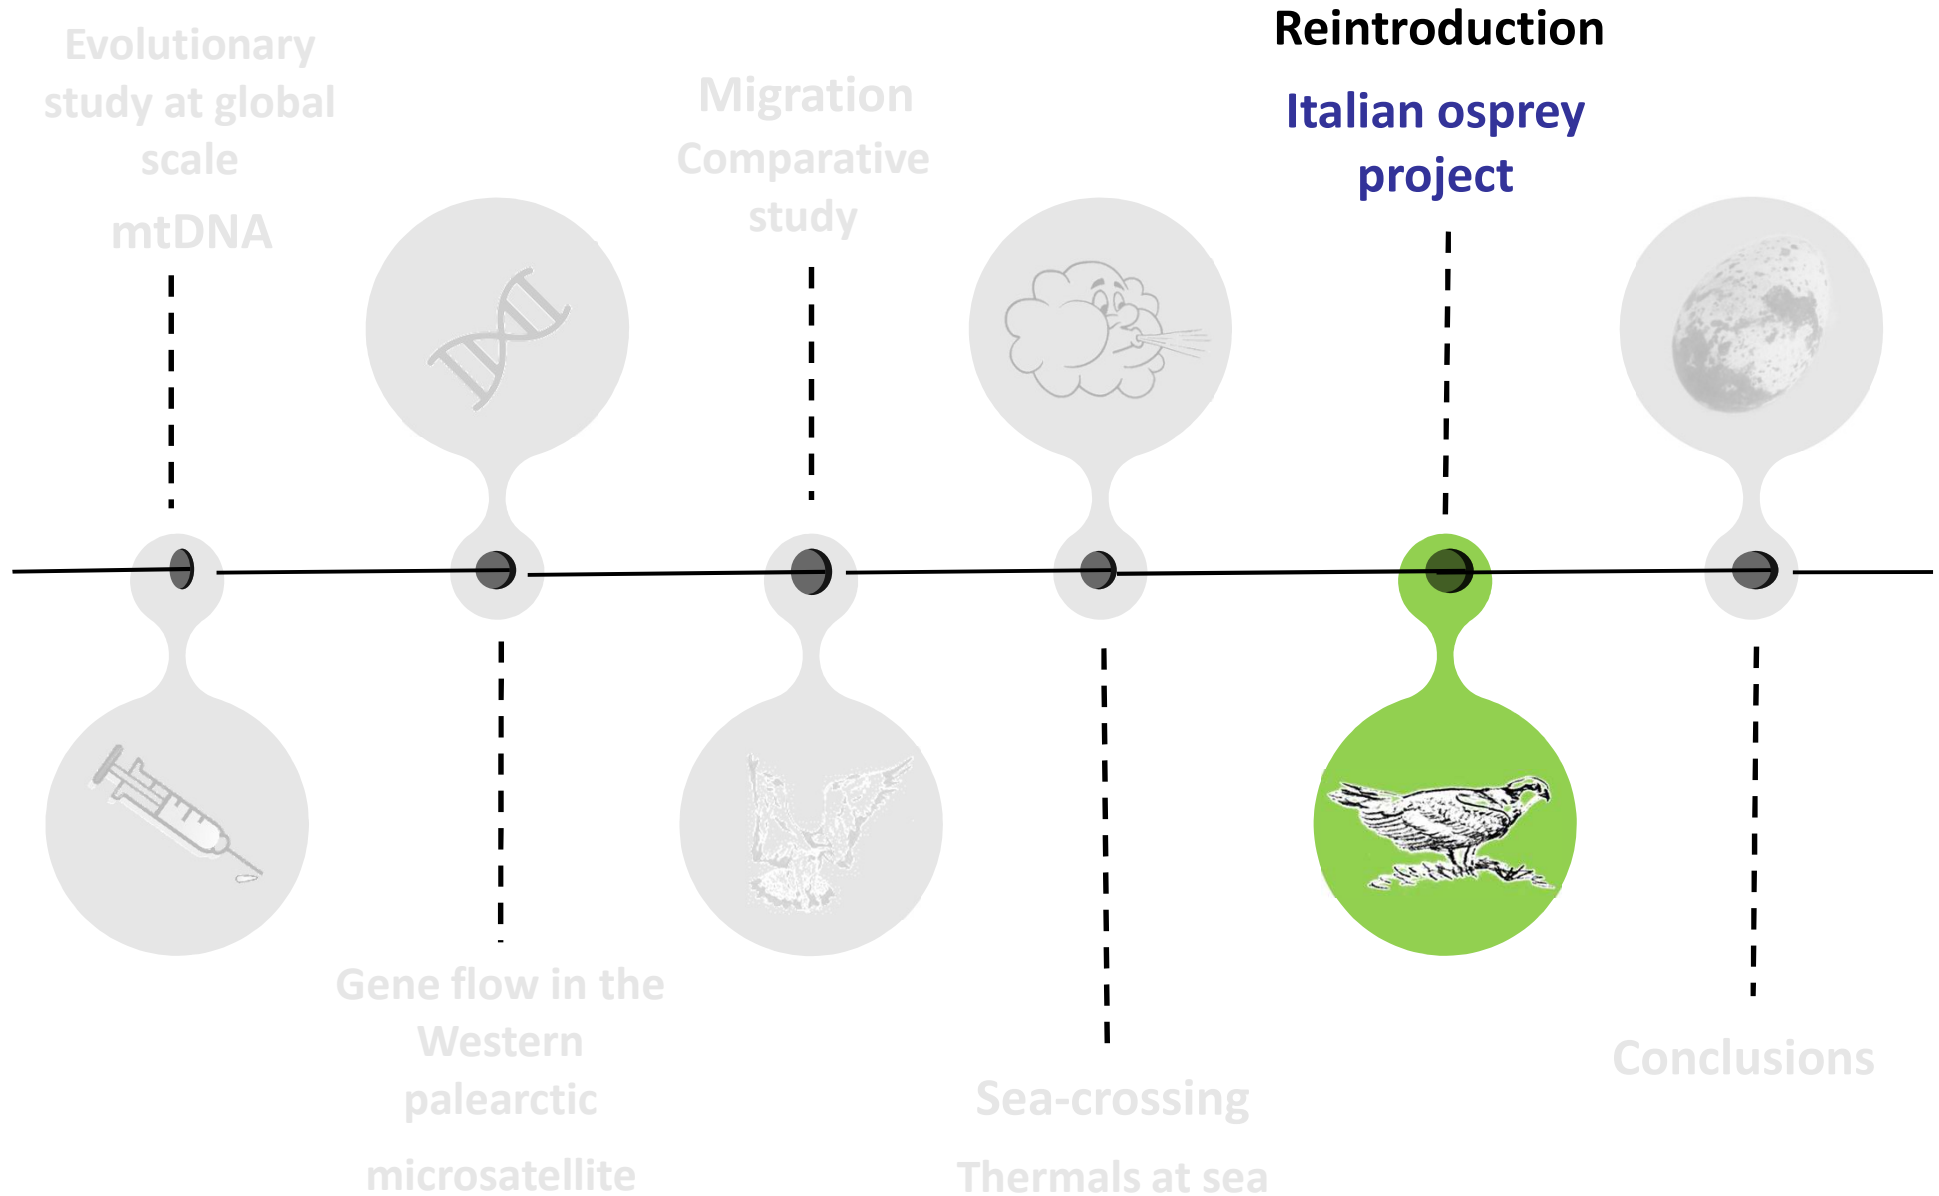 Evolutionary
study at global
scale
mtDNA
Gene flow in the
Western
palearctic
microsatellite
Migration
Comparative
study
Sea-crossing
Thermals at sea
Reintroduction
Italian osprey
project
Conclusions